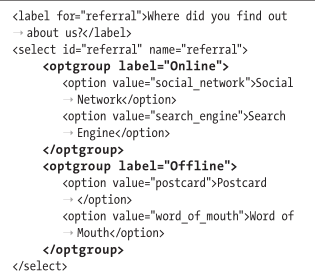 <label for="referral">Where did you find out
→ about us?</label>
<select id="referral" name="referral">
<optgroup label="Online">
<option value="social_network">Social
→ Network</option>
<option value="search_engine">Search
→ Engine</option>
</optgroup>
<optgroup label="Offline">
<option value="postcard">Postcard
→ </option>
<option value="word_of_mouth">Word of
→ Mouth</option>
</optgroup>
</select>